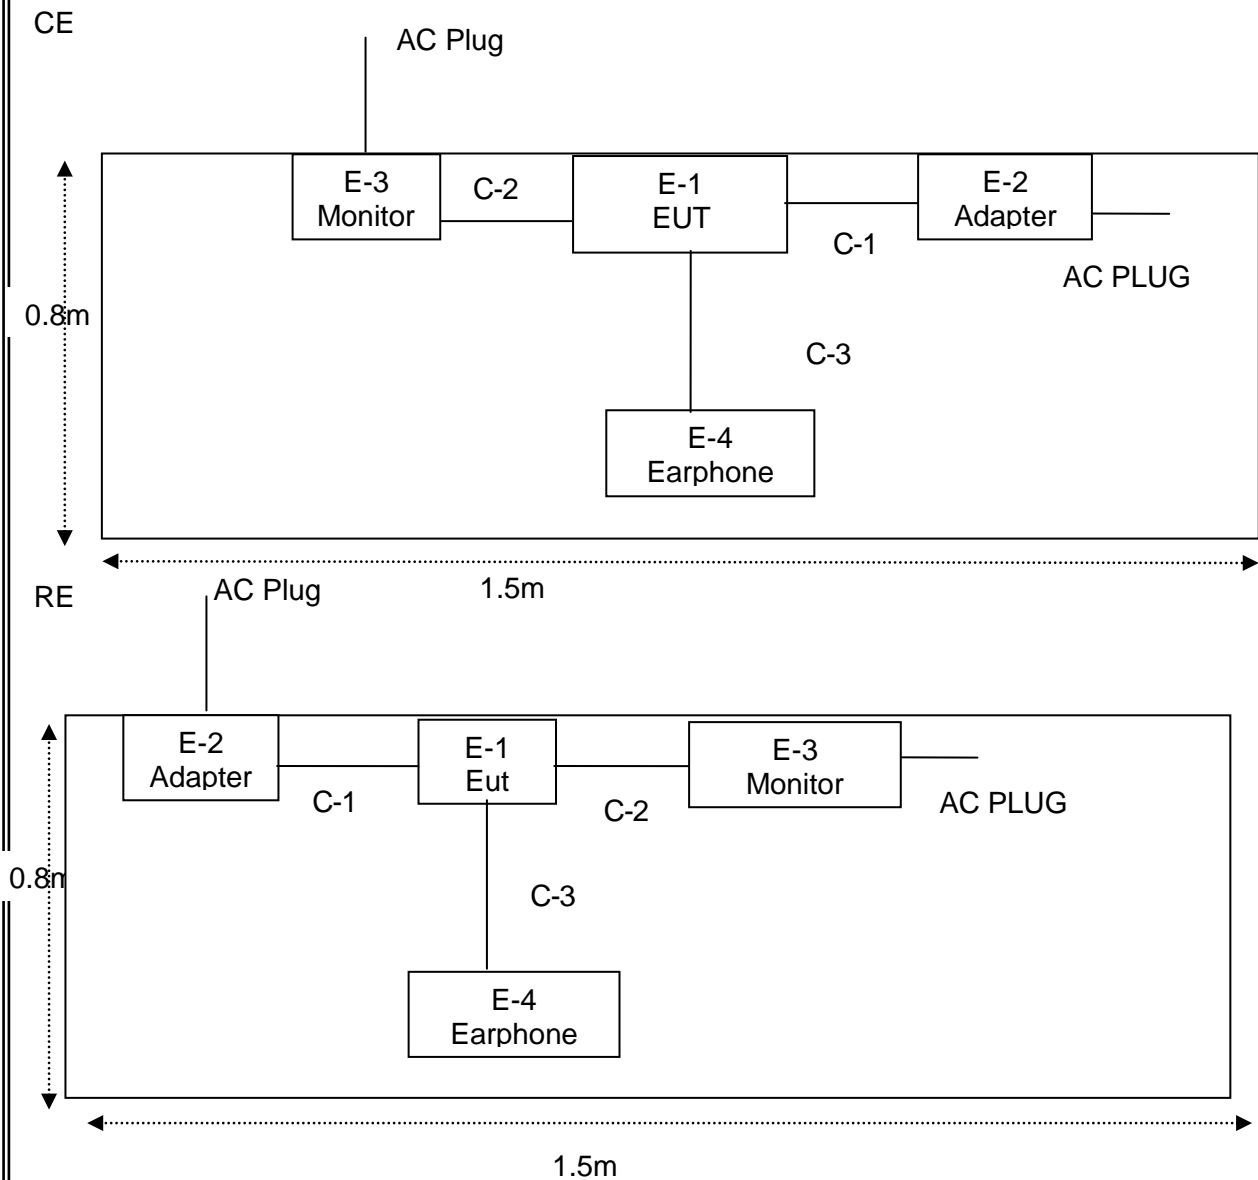 CE
AC Plug
E-3
Monitor
C-2
E-1
EUT
E-2
Adapter
C-1
AC PLUG
0.8m
C-3
E-4
Earphone
1.5m
RE
AC Plug
E-2
Adapter
E-1
Eut
E-3
Monitor
C-1
C-2
AC PLUG
0.8m
C-3
E-4
Earphone
1.5m